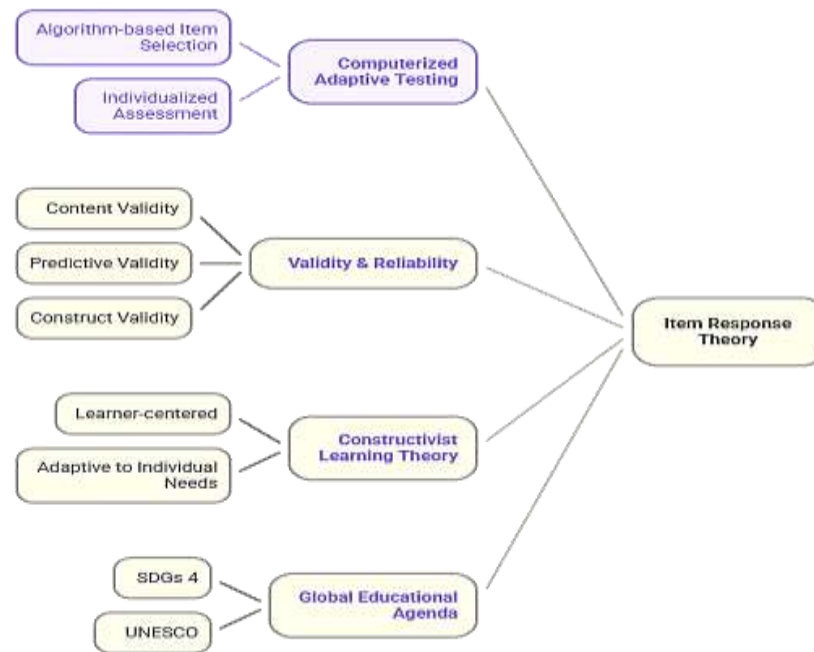 Algorithm-based Item
Selection
Computerized
Adaptive Testing
Individualized
Assessment
Content Validity
Predictive Validity
Validity & Reliability
Construct Validity
Item Response
Theory
Learner-centered
Constructivist
Learning Theory
Adaptive to Individual
Needs
SDGs 4
Global Educational
Agenda
UNESCO